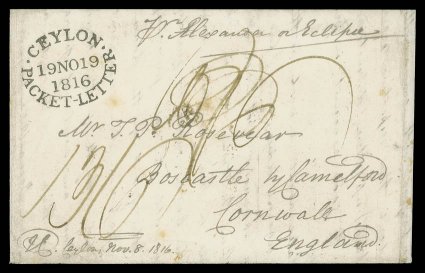 ·CEYLON·
19NO19
1816
PACKET-LETTER
Pr. Alexander or Eclipse
Mr T. P. Rosevear
Boscastle by Camelford
Cornwale
England
Ceylon, Nov. 8. 1816.